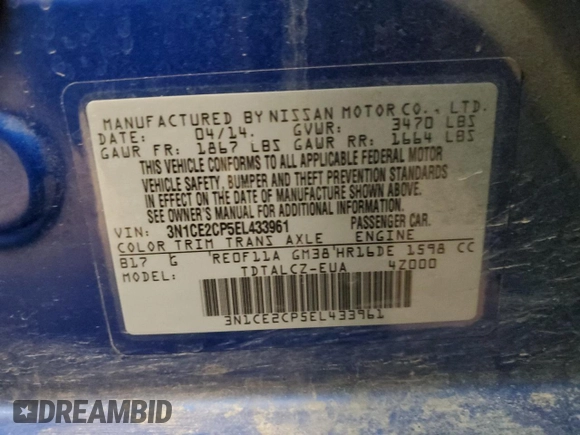 MANUFACTURED BY NISSAN MOTOR CO., LTD.
DATE: 04/14. GVWR: 3470 LBS
GAWR FR: 1867 LBS GAWR RR: 1664 LBS
THIS VEHICLE CONFORMS TO ALL APPLICABLE FEDERAL MOTOR
VEHICLE SAFETY, BUMPER AND THEFT PREVENTION STANDARDS
IN EFFECT ON THE DATE OF MANUFACTURE SHOWN ABOVE.
SEE OWNER'S MANUAL FOR ADDITIONAL INFORMATION.
VIN: 3N1CE2CP5EL433961 PASSENGER CAR.
COLOR TRIM TRANS AXLE ENGINE
B17 G 'RE0F11A GM38'HR16DE 1598 CC
MODEL: TDTALCZ-EUA 4Z000
3N1CE2CP5EL433961
DREAMBID